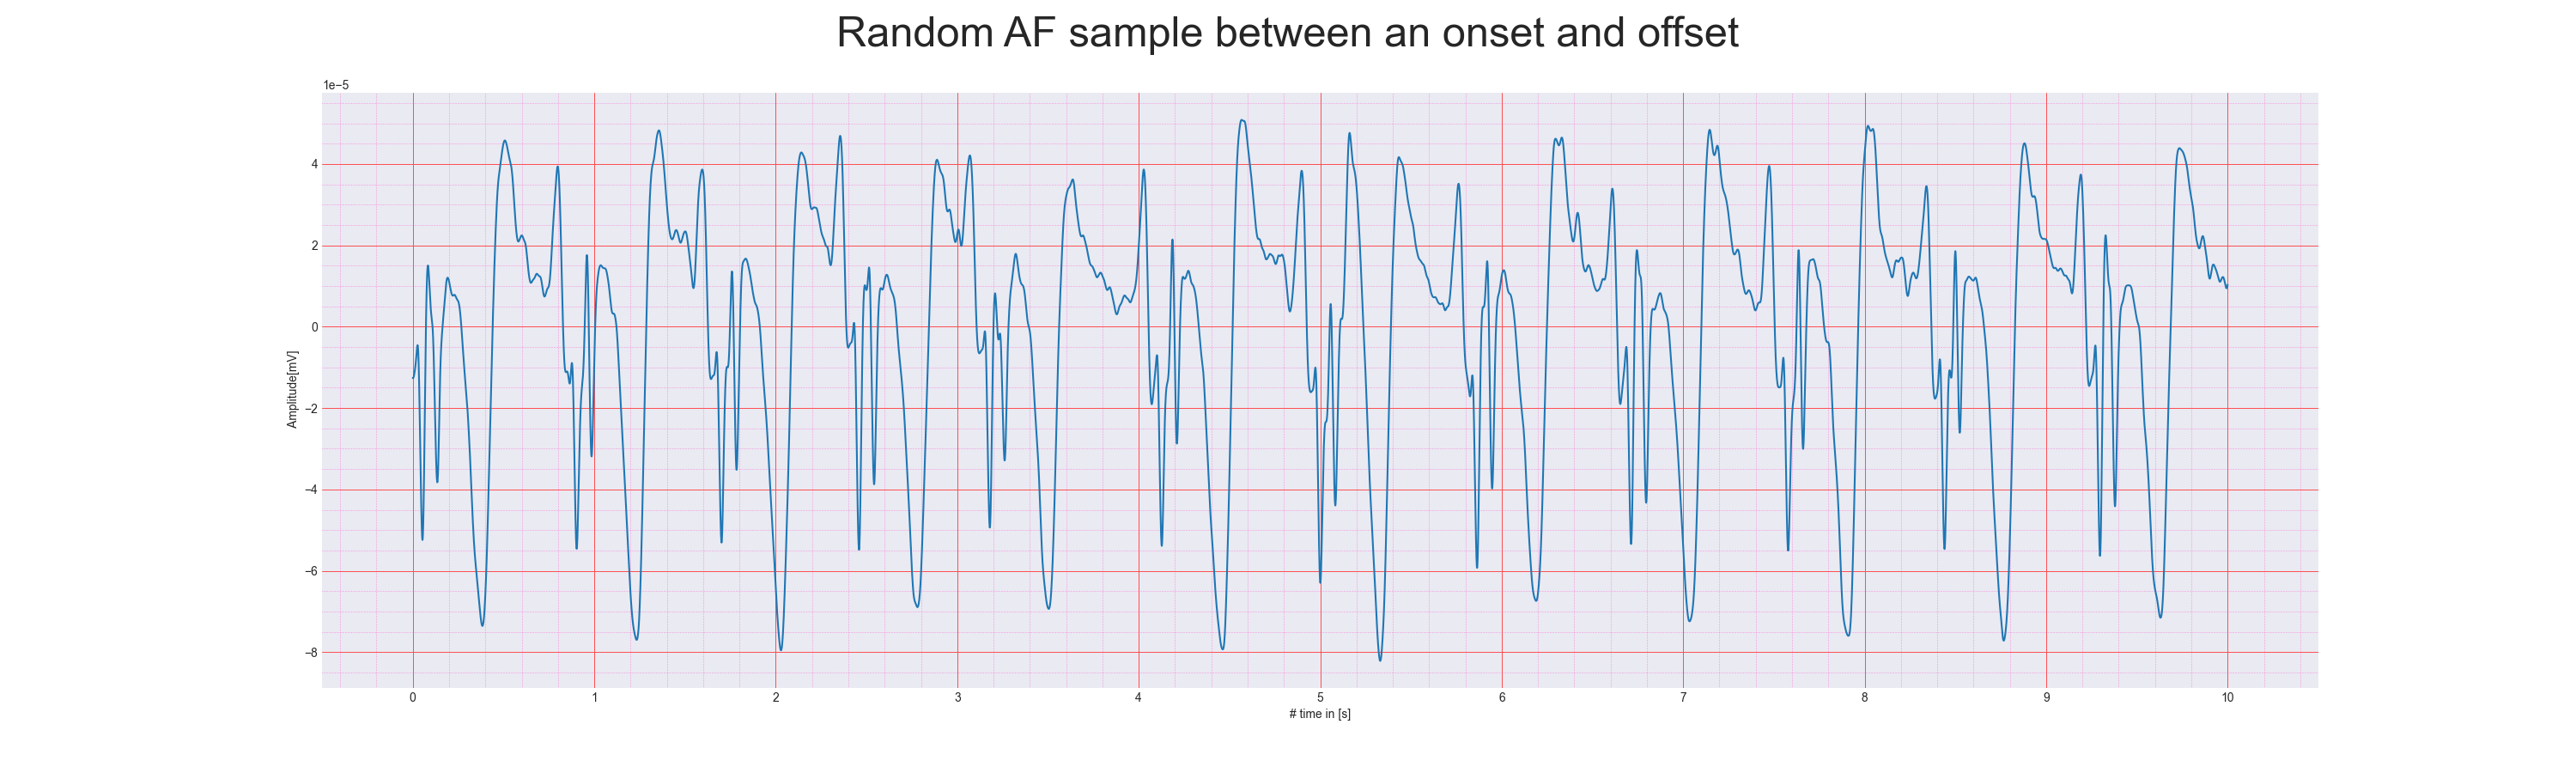 Random AF sample between an onset and offset
1e−5
4
2
0
−2
−4
−6
−8
Amplitude[mV]
0 1 2 3 4 5 6 7 8 9 10
# time in [s]